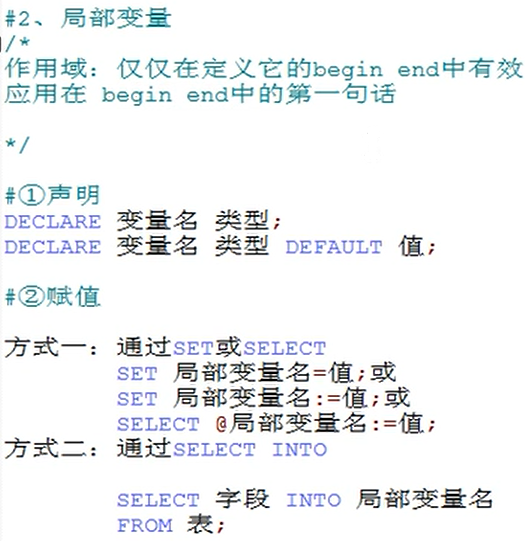 #2、局部变量
/*
作用域：仅仅在定义它的begin end中有效
应用在 begin end中的第一句话
*/
#①声明
DECLARE 变量名 类型;
DECLARE 变量名 类型 DEFAULT 值;
#②赋值
方式一：通过SET或SELECT
SET 局部变量名=值;或
SET 局部变量名:=值;或
SELECT @局部变量名:=值;
方式二：通过SELECT INTO
SELECT 字段 INTO 局部变量名
FROM 表;